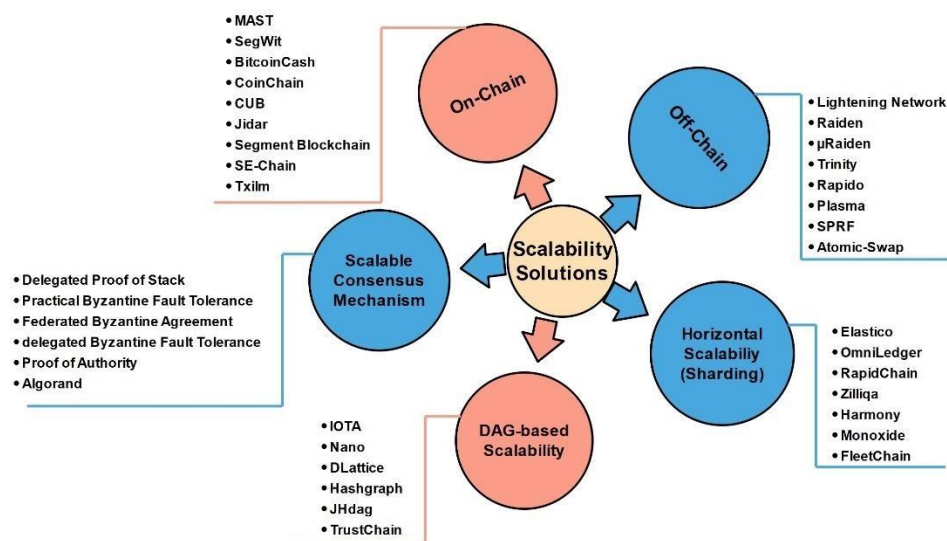 • MAST
• SegWit
• BitcoinCash
• CoinChain
• CUB
• Jidar
• Segment Blockchain
• SE-Chain
• Txilm
On-Chain
Off-Chain
• Lightening Network
• Raiden
• µRaiden
• Trinity
• Rapido
• Plasma
• SPRF
• Atomic-Swap
Scalability
Solutions
Scalable
Consensus
Mechanism
• Delegated Proof of Stack
• Practical Byzantine Fault Tolerance
• Federated Byzantine Agreement
• delegated Byzantine Fault Tolerance
• Proof of Authority
• Algorand
Horizontal
Scalabiliy
(Sharding)
• Elastico
• OmniLedger
• RapidChain
• Zilliqa
• Harmony
• Monoxide
• FleetChain
DAG-based
Scalability
• IOTA
• Nano
• DLattice
• Hashgraph
• JHdag
• TrustChain